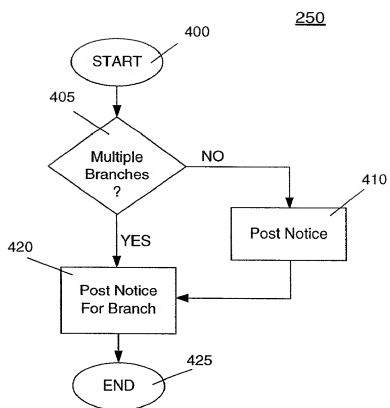 250
400
START
405
Multiple
Branches
?
NO
410
Post Notice
YES
420
Post Notice
For Branch
425
END